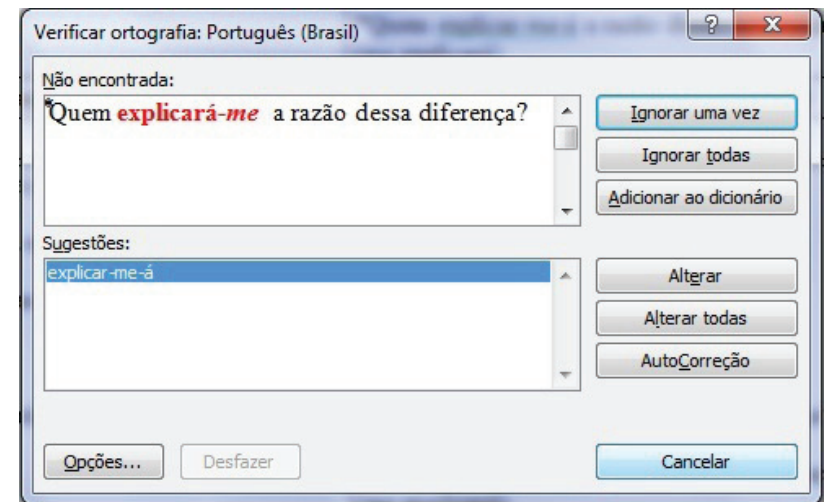 Verificar ortografia: Português (Brasil)
Não encontrada:
"Quem explicará-me a razão dessa diferença?
Ignorar uma vez
Ignorar todas
Adicionar ao dicionário
Sugestões:
explicar-me-á
Alterar
Alterar todas
AutoCorreção
Opções...
Desfazer
Cancelar